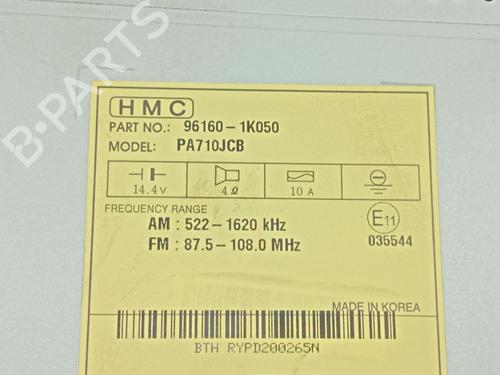 B-PARTS
HMC
PART NO.: 96160-1K050
MODEL: PA710JCB
14.4V 4Ω 10 A
FREQUENCY RANGE
AM : 522-1620 kHz
FM : 87.5-108.0 MHz
E11
035544
MADE IN KOREA
BTH RYPD200265N